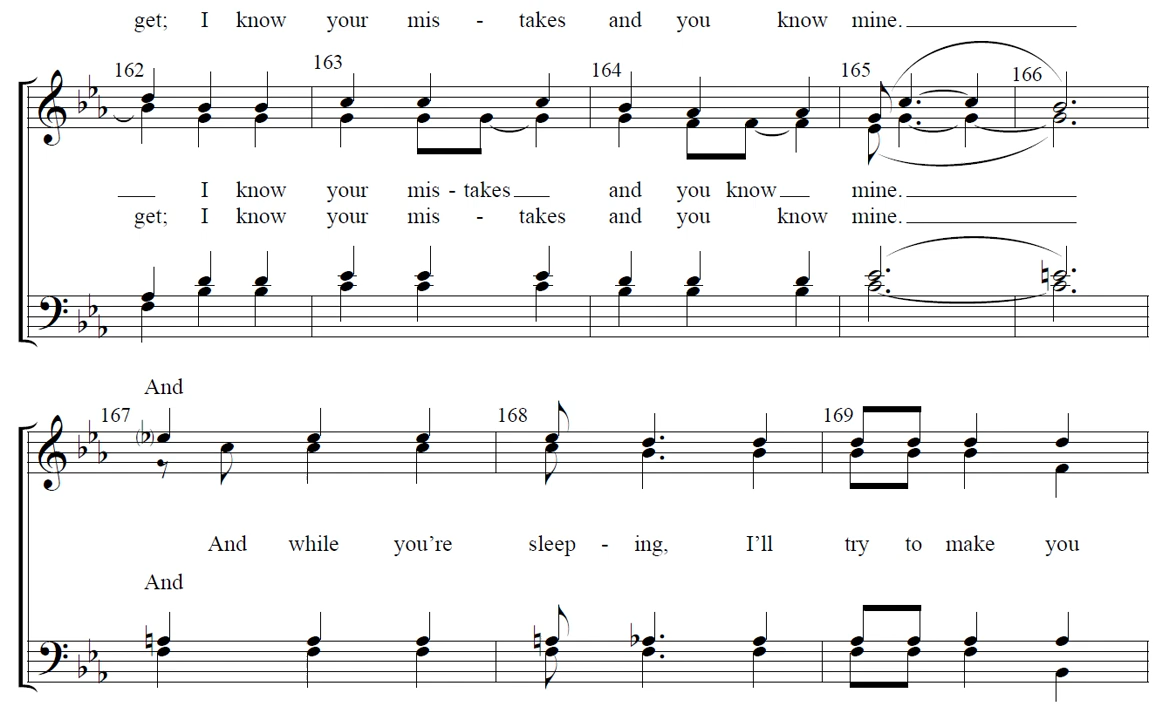 get; I know your mis - takes and you know mine.
162 163 164 165 166
I know your mis - takes and you know mine.
get; I know your mis - takes and you know mine.
And
167 168 169
And while you're sleep - ing, I'll try to make you
And